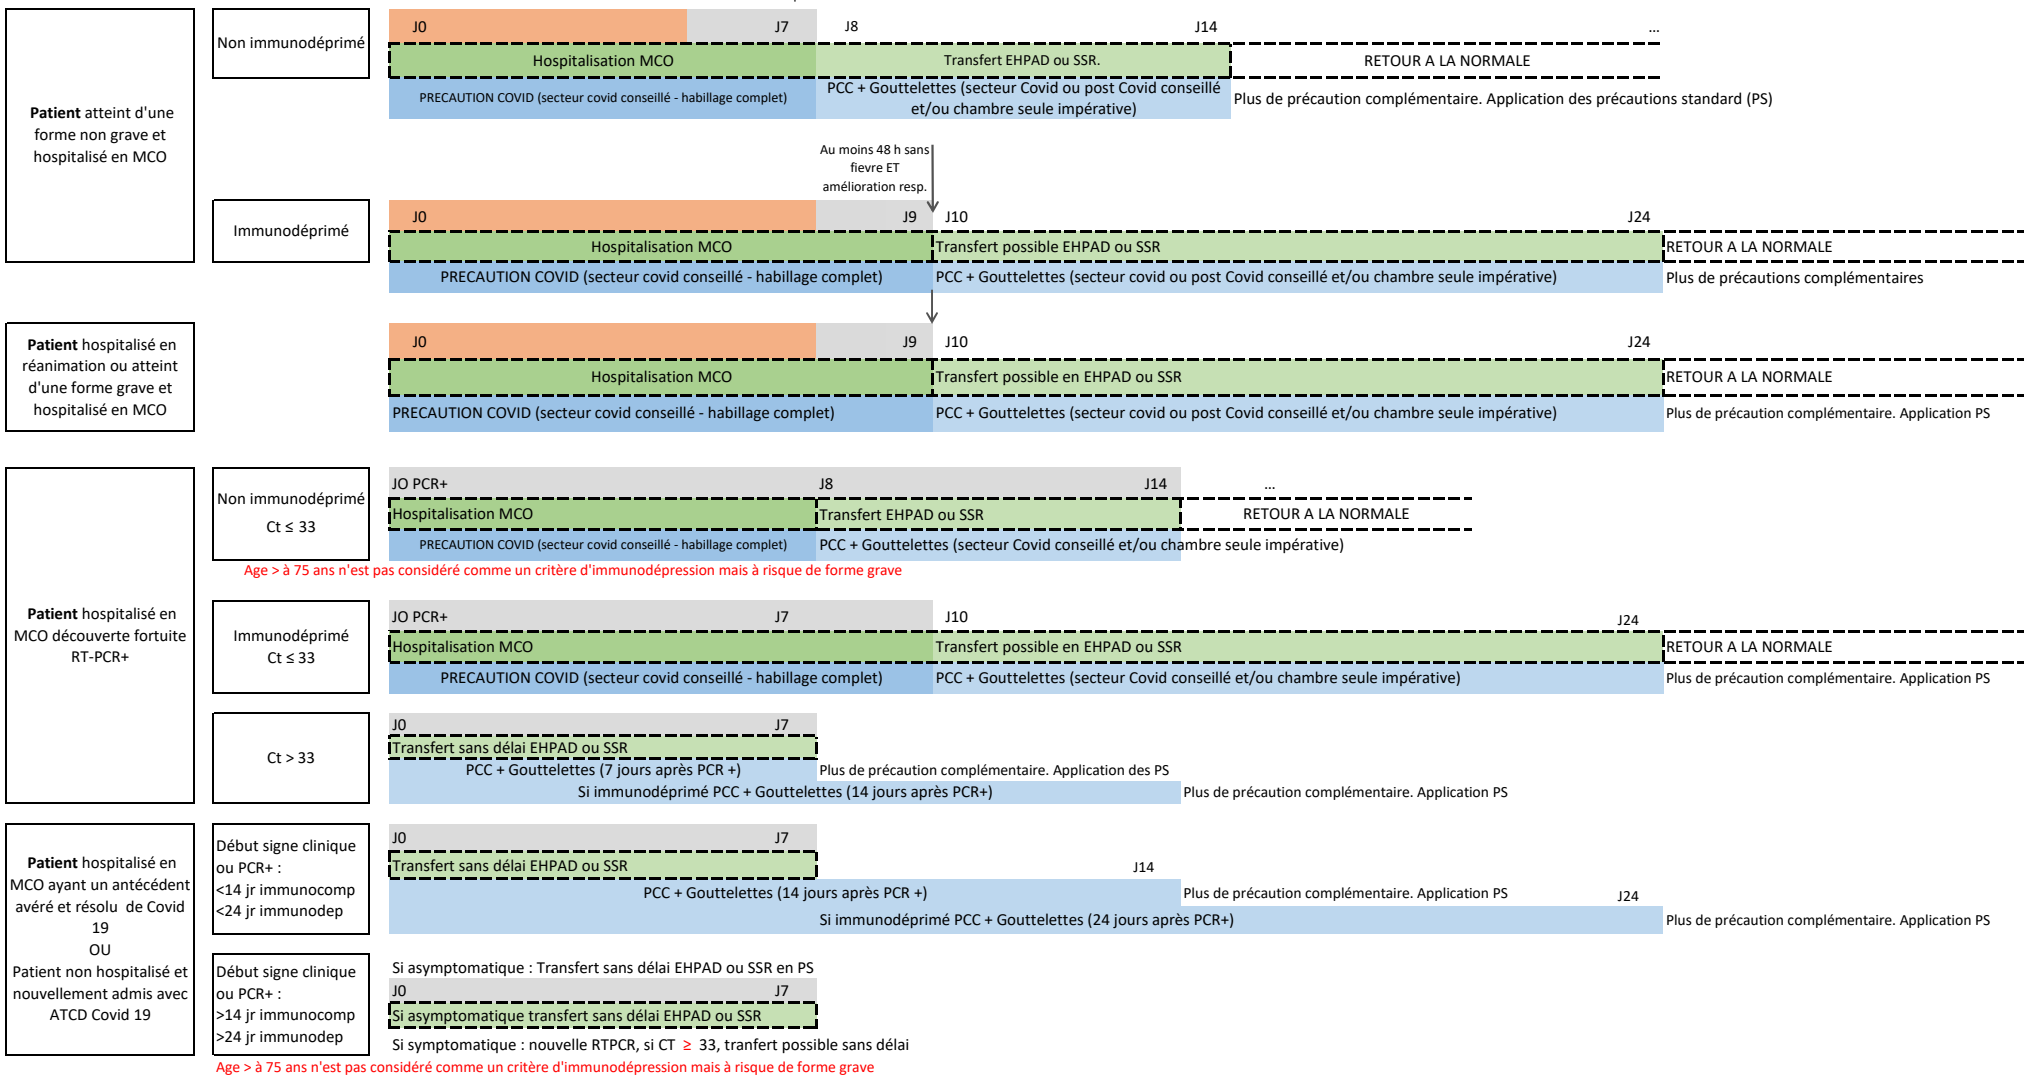 J0 J7 J8 J14 ...
Non immunodéprimé
Hospitalisation MCO Transfert EHPAD ou SSR. RETOUR A LA NORMALE
PRECAUTION COVID (secteur covid conseillé - habillage complet) PCC + Gouttelettes (secteur Covid ou post Covid conseillé
et/ou chambre seule impérative) Plus de précaution complémentaire. Application des précautions standard (PS)
Patient atteint d'une
forme non grave et
hospitalisé en MCO
Au moins 48 h sans
fievre ET
amélioration resp.
J0 J9 J10 J24
Immunodéprimé
Hospitalisation MCO Transfert possible EHPAD ou SSR RETOUR A LA NORMALE
PRECAUTION COVID (secteur covid conseillé - habillage complet) PCC + Gouttelettes (secteur covid ou post Covid conseillé et/ou chambre seule impérative) Plus de précautions complémentaires
Patient hospitalisé en
réanimation ou atteint
d'une forme grave et
hospitalisé en MCO
J0 J9 J10 J24
Hospitalisation MCO Transfert possible en EHPAD ou SSR RETOUR A LA NORMALE
PRECAUTION COVID (secteur covid conseillé - habillage complet) PCC + Gouttelettes (secteur covid ou post Covid conseillé et/ou chambre seule impérative) Plus de précaution complémentaire. Application PS
JO PCR+ J8 J14 ...
Non immunodéprimé
Ct ≤ 33
Hospitalisation MCO Transfert EHPAD ou SSR RETOUR A LA NORMALE
PRECAUTION COVID (secteur covid conseillé - habillage complet) PCC + Gouttelettes (secteur Covid conseillé et/ou chambre seule impérative)
Age > à 75 ans n'est pas considéré comme un critère d'immunodépression mais à risque de forme grave
Patient hospitalisé en
MCO découverte fortuite
RT-PCR+
JO PCR+ J7 J10 J24
Immunodéprimé
Ct ≤ 33
Hospitalisation MCO Transfert possible en EHPAD ou SSR RETOUR A LA NORMALE
PRECAUTION COVID (secteur covid conseillé - habillage complet) PCC + Gouttelettes (secteur Covid conseillé et/ou chambre seule impérative) Plus de précaution complémentaire. Application PS
J0 J7
Ct > 33
Transfert sans délai EHPAD ou SSR
PCC + Gouttelettes (7 jours après PCR +) Plus de précaution complémentaire. Application des PS
Si immunodéprimé PCC + Gouttelettes (14 jours après PCR+) Plus de précaution complémentaire. Application PS
Patient hospitalisé en
MCO ayant un antécédent
avéré et résolu de Covid
19
OU
Patient non hospitalisé et
nouvellement admis avec
ATCD Covid 19
Début signe clinique
ou PCR+ :
<14 jr immunocomp
<24 jr immunodep
J0 J7
Transfert sans délai EHPAD ou SSR J14
PCC + Gouttelettes (14 jours après PCR +) Plus de précaution complémentaire. Application PS J24
Si immunodéprimé PCC + Gouttelettes (24 jours après PCR+) Plus de précaution complémentaire. Application PS
Début signe clinique
ou PCR+ :
>14 jr immunocomp
>24 jr immunodep
Si asymptomatique : Transfert sans délai EHPAD ou SSR en PS
J0 J7
Si asymptomatique transfert sans délai EHPAD ou SSR
Si symptomatique : nouvelle RTPCR, si CT ≥ 33, tranfert possible sans délai
Age > à 75 ans n'est pas considéré comme un critère d'immunodépression mais à risque de forme grave